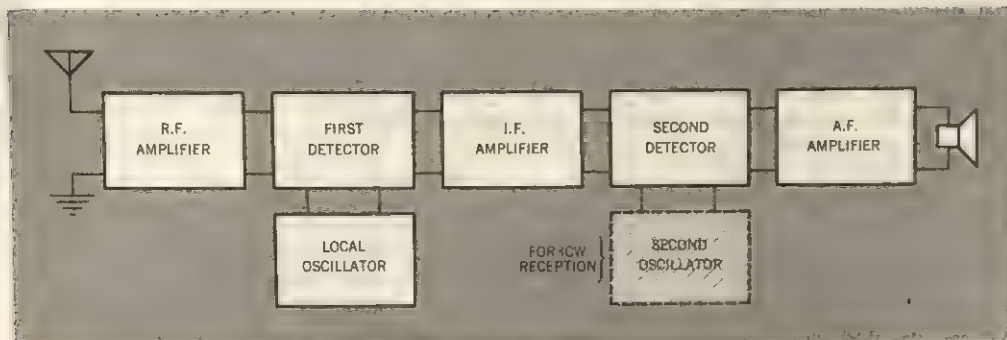 R.F.
AMPLIFIER
FIRST
DETECTOR
I.F.
AMPLIFIER
SECOND
DETECTOR
A.F.
AMPLIFIER
LOCAL
OSCILLATOR
FOR CW
RECEPTION
SECOND
OSCILLATOR